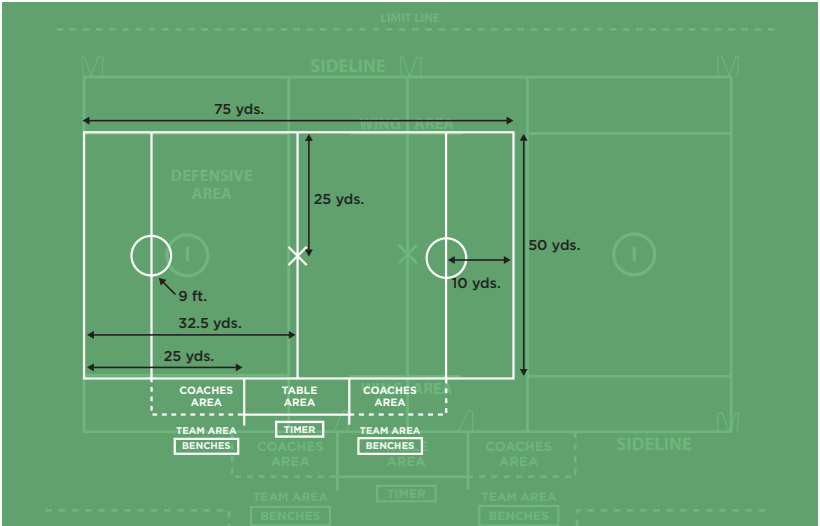 LIMIT LINE
SIDELINE
75 yds.
WING AREA
DEFENSIVE
AREA
25 yds.
50 yds.
10 yds.
9 ft.
32.5 yds.
25 yds.
WING AREA
COACHES
AREA
TABLE
AREA
COACHES
AREA
TEAM AREA
BENCHES
TIMER
TEAM AREA
BENCHES
COACHES
AREA
AREA
COACHES
AREA
SIDELINE
TEAM AREA
BENCHES
TIMER
TEAM AREA
BENCHES